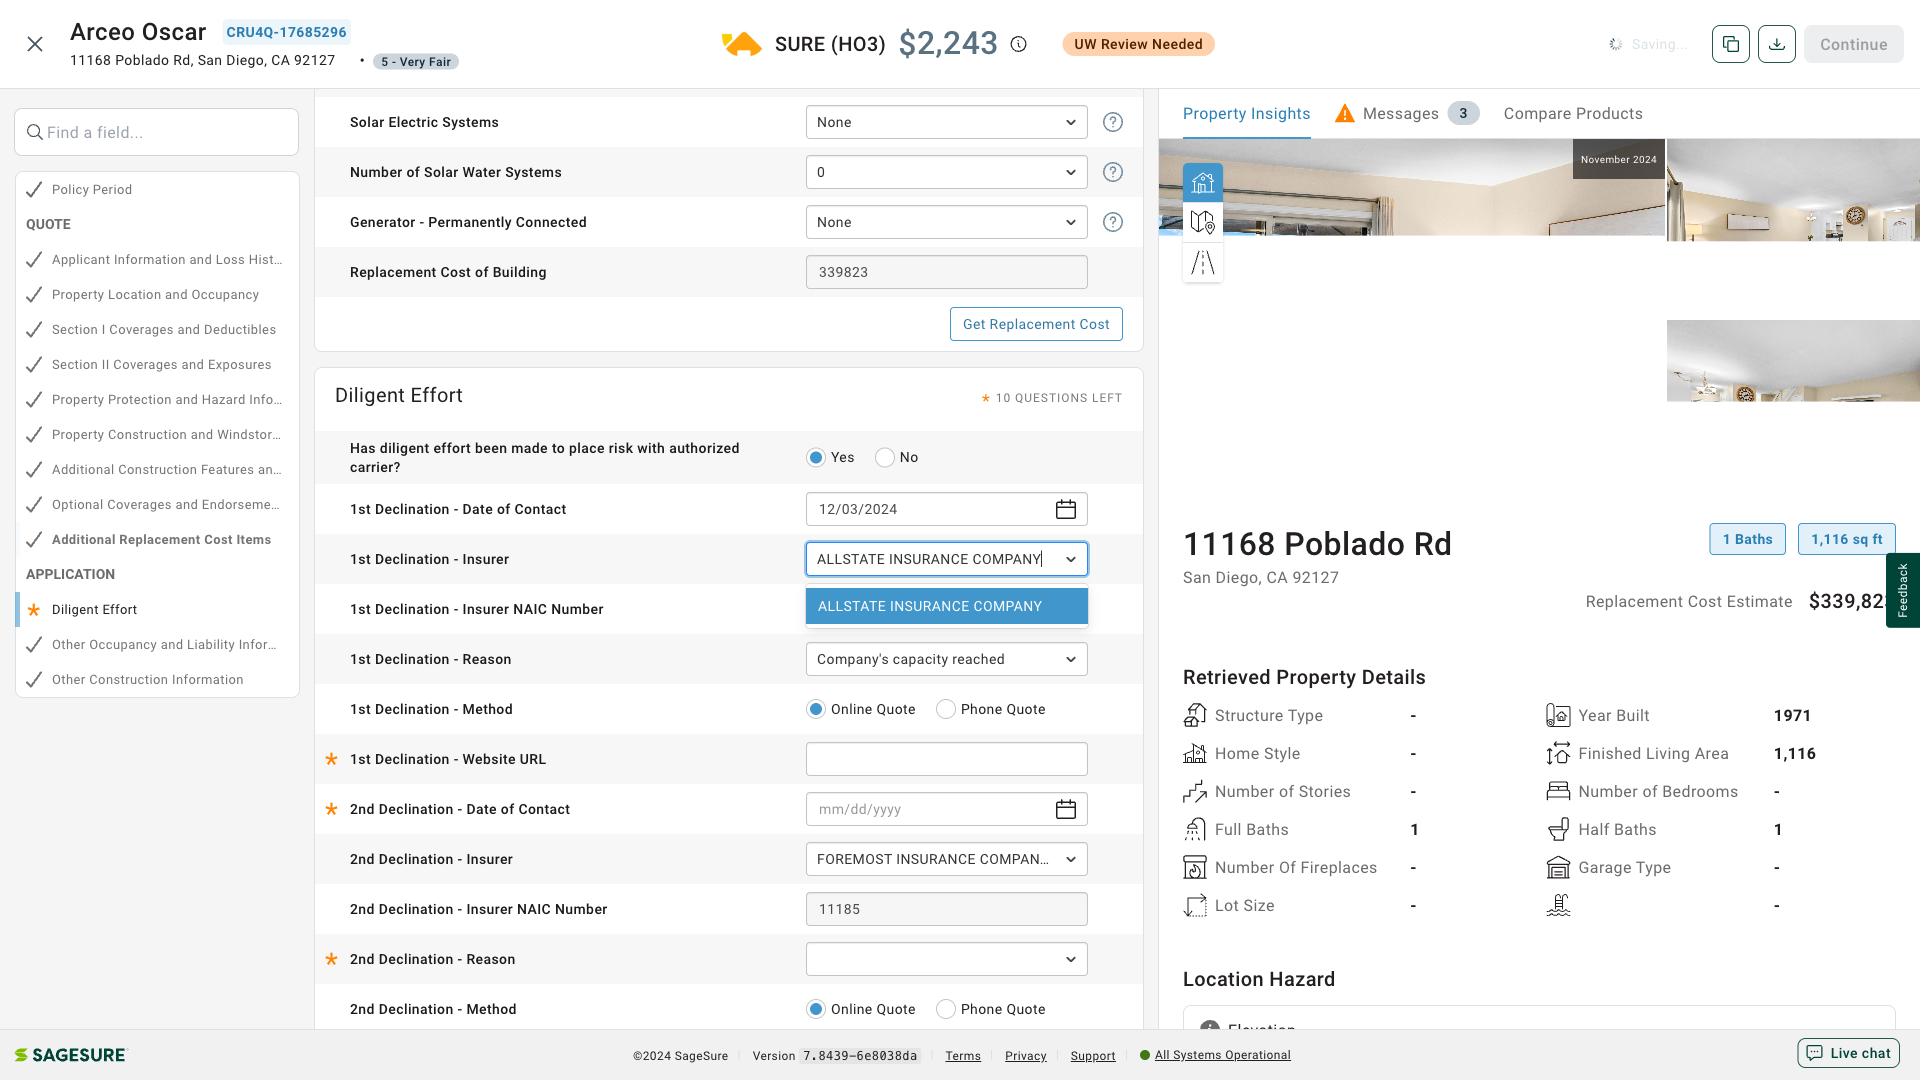 Arceo Oscar CRU4Q-17685296
11168 Poblado Rd, San Diego, CA 92127 • 5 - Very Fair
SURE (HO3) $2,243 UW Review Needed
Saving...
Continue
Find a field...
Policy Period
QUOTE
Applicant Information and Loss Hist...
Property Location and Occupancy
Section I Coverages and Deductibles
Section II Coverages and Exposures
Property Protection and Hazard Info...
Property Construction and Windstor...
Additional Construction Features an...
Optional Coverages and Endorseme...
Additional Replacement Cost Items
APPLICATION
* Diligent Effort
Other Occupancy and Liability Infor...
Other Construction Information
Solar Electric Systems None ?
Number of Solar Water Systems 0 ?
Generator - Permanently Connected None ?
Replacement Cost of Building 339823
Get Replacement Cost
Diligent Effort * 10 QUESTIONS LEFT
Has diligent effort been made to place risk with authorized
carrier? Yes No
1st Declination - Date of Contact 12/03/2024
1st Declination - Insurer ALLSTATE INSURANCE COMPANY
1st Declination - Insurer NAIC Number ALLSTATE INSURANCE COMPANY
1st Declination - Reason Company's capacity reached
1st Declination - Method Online Quote Phone Quote
* 1st Declination - Website URL
* 2nd Declination - Date of Contact mm/dd/yyyy
2nd Declination - Insurer FOREMOST INSURANCE COMPAN...
2nd Declination - Insurer NAIC Number 11185
* 2nd Declination - Reason
2nd Declination - Method Online Quote Phone Quote
Property Insights Messages 3 Compare Products
November 2024
11168 Poblado Rd 1 Baths 1,116 sq ft
San Diego, CA 92127
Replacement Cost Estimate $339,82
Feedback
Retrieved Property Details
Structure Type - Year Built 1971
Home Style - Finished Living Area 1,116
Number of Stories - Number of Bedrooms -
Full Baths 1 Half Baths 1
Number Of Fireplaces - Garage Type -
Lot Size - -
Location Hazard
Elevation
SAGESURE
©2024 SageSure Version 7.8439-6e8038da Terms Privacy Support All Systems Operational
Live chat